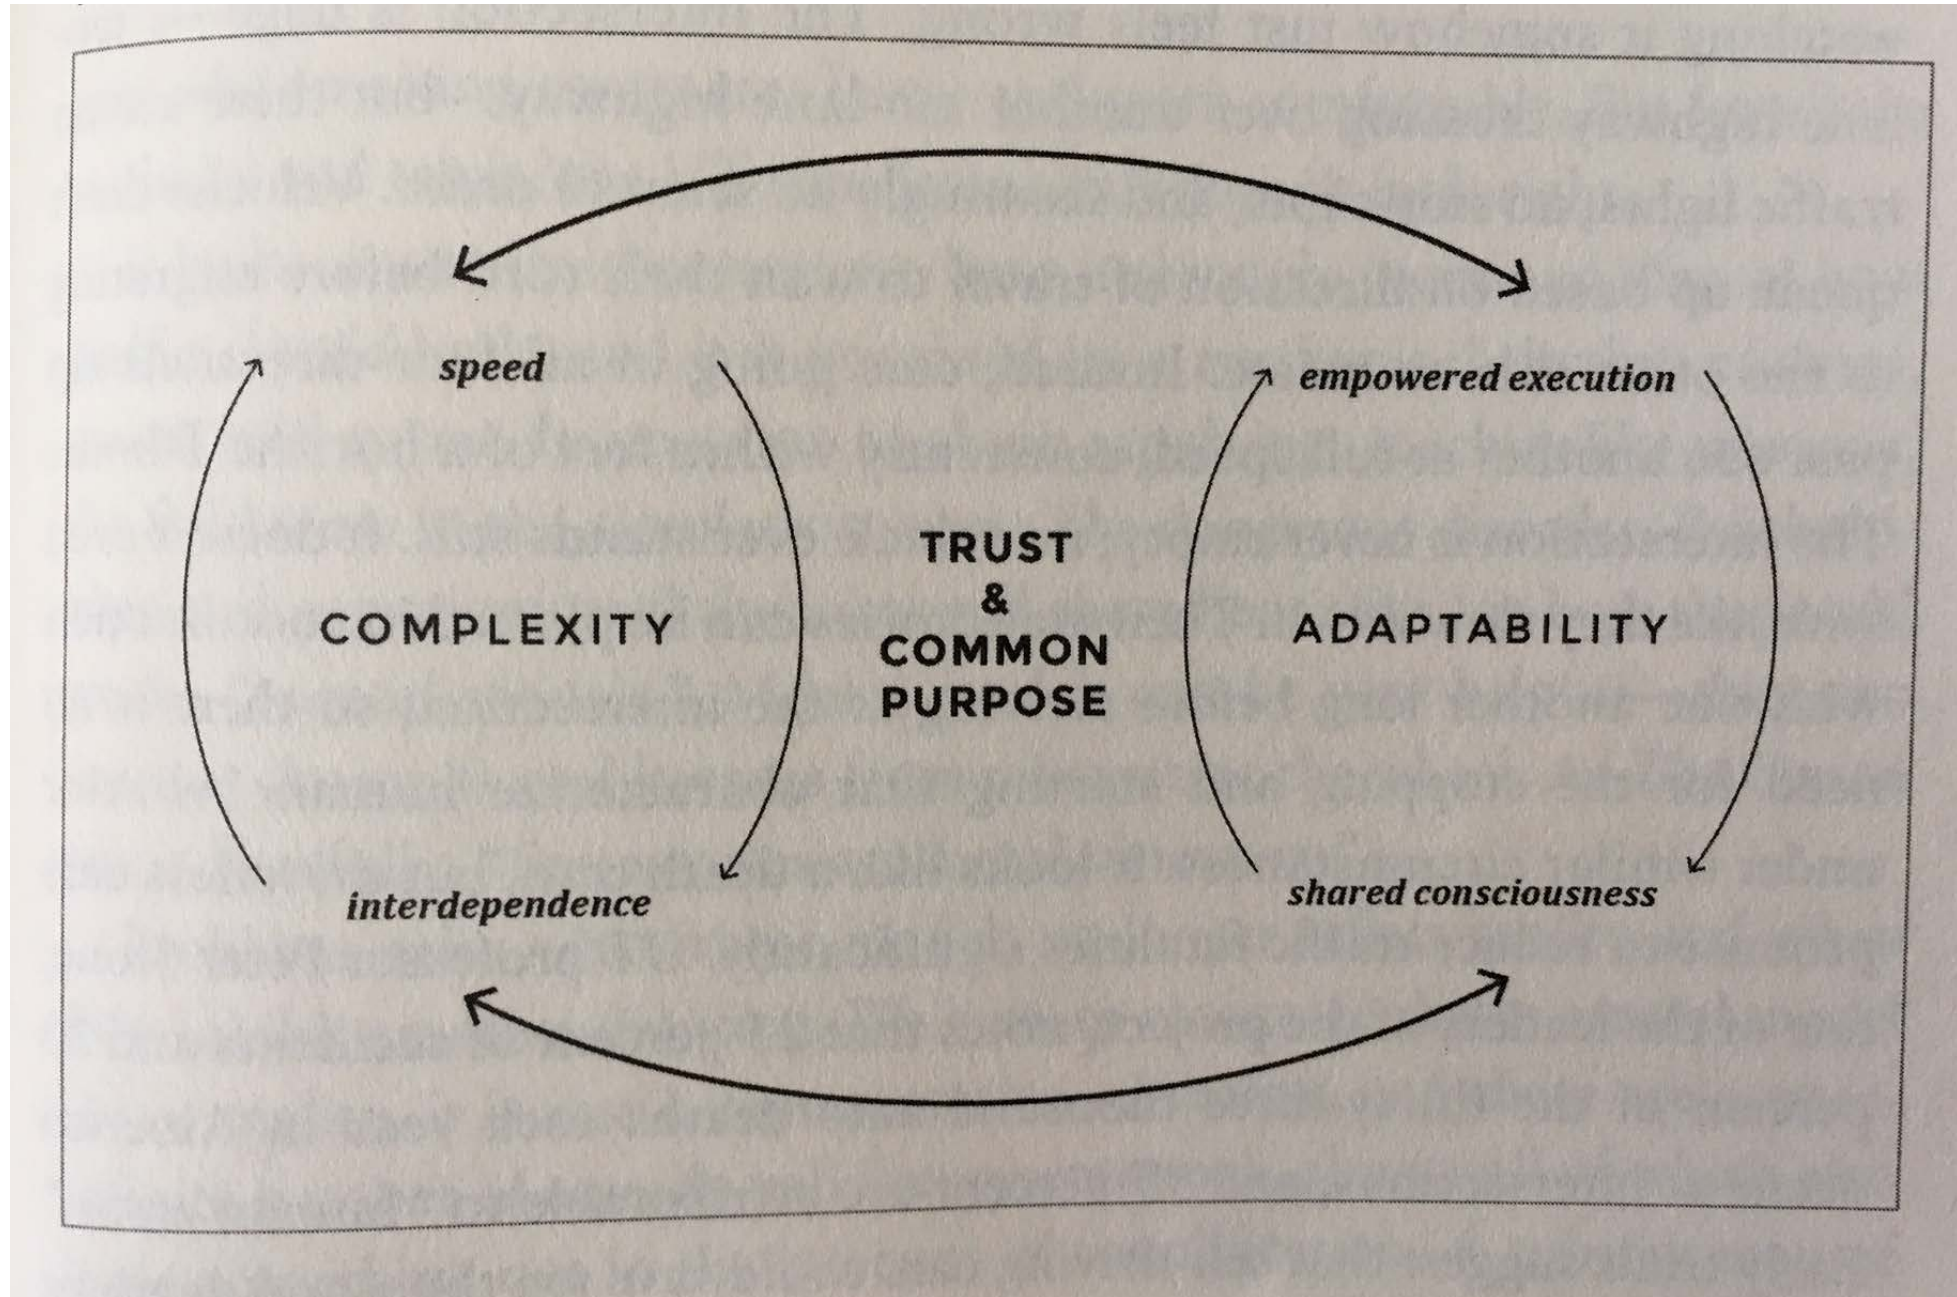 speed
empowered execution
TRUST
&
COMMON
PURPOSE
COMPLEXITY
ADAPTABILITY
interdependence
shared consciousness